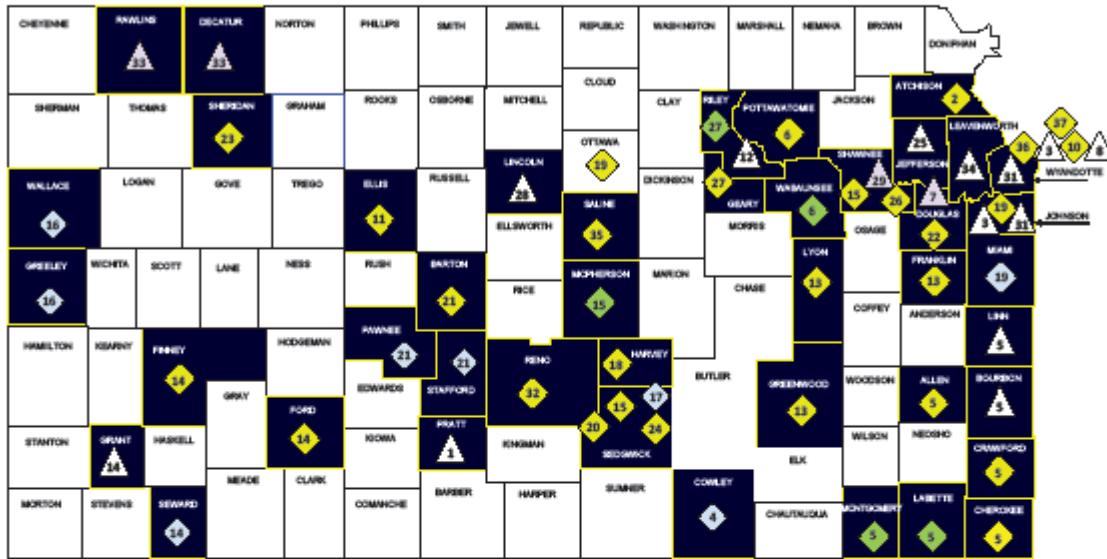 CHEYENNE RAWLINS DECATUR NORTON PHILLIPS SMITH JEWELL REPUBLIC WASHINGTON MARSHALL NEMAHA BROWN
DONIPHAN
33 33
CLOUD
ATCHISON
SHERMAN THOMAS SHERIDAN GRAHAM ROOKS OSBORNE MITCHELL CLAY RILEY POTTAWATOMIE JACKSON 2
23 27 6 LEAVENWORTH 37
OTTAWA 25 36 3 10 8
LINCOLN 19 12 SHAWNEE JEFFERSON 34 31 WYANDOTTE
WALLACE LOGAN GOVE TREGO ELLIS RUSSELL 28 DICKINSON 27 29
16 11 SALINE GEARY WABAUNSEE 15 26 7 19
ELLSWORTH 35 MORRIS 6 OSAGE DOUGLAS 3 31 JOHNSON
22
GREELEY WICHITA SCOTT LANE NESS RUSH BARTON MCPHERSON MARION LYON FRANKLIN MIAMI
16 21 RICE 15 CHASE 13 13 19
COFFEY ANDERSON LINN
HAMILTON KEARNY FINNEY HODGEMAN PAWNEE 5
14 21 21 RENO 18 HARVEY BUTLER
GRAY EDWARDS STAFFORD 32 17 GREENWOOD WOODSON ALLEN BOURBON
FORD 15 13 5 5
14 20 24
STANTON GRANT HASKELL KIOWA PRATT KINGMAN SEDGWICK WILSON NEOSHO CRAWFORD
14 1 ELK 5
MEADE CLARK
MORTON STEVENS SEWARD COMANCHE BARBER HARPER SUMNER COWLEY CHAUTAUQUA MONTGOMERY LABETTE CHEROKEE
14 4 5 5 5